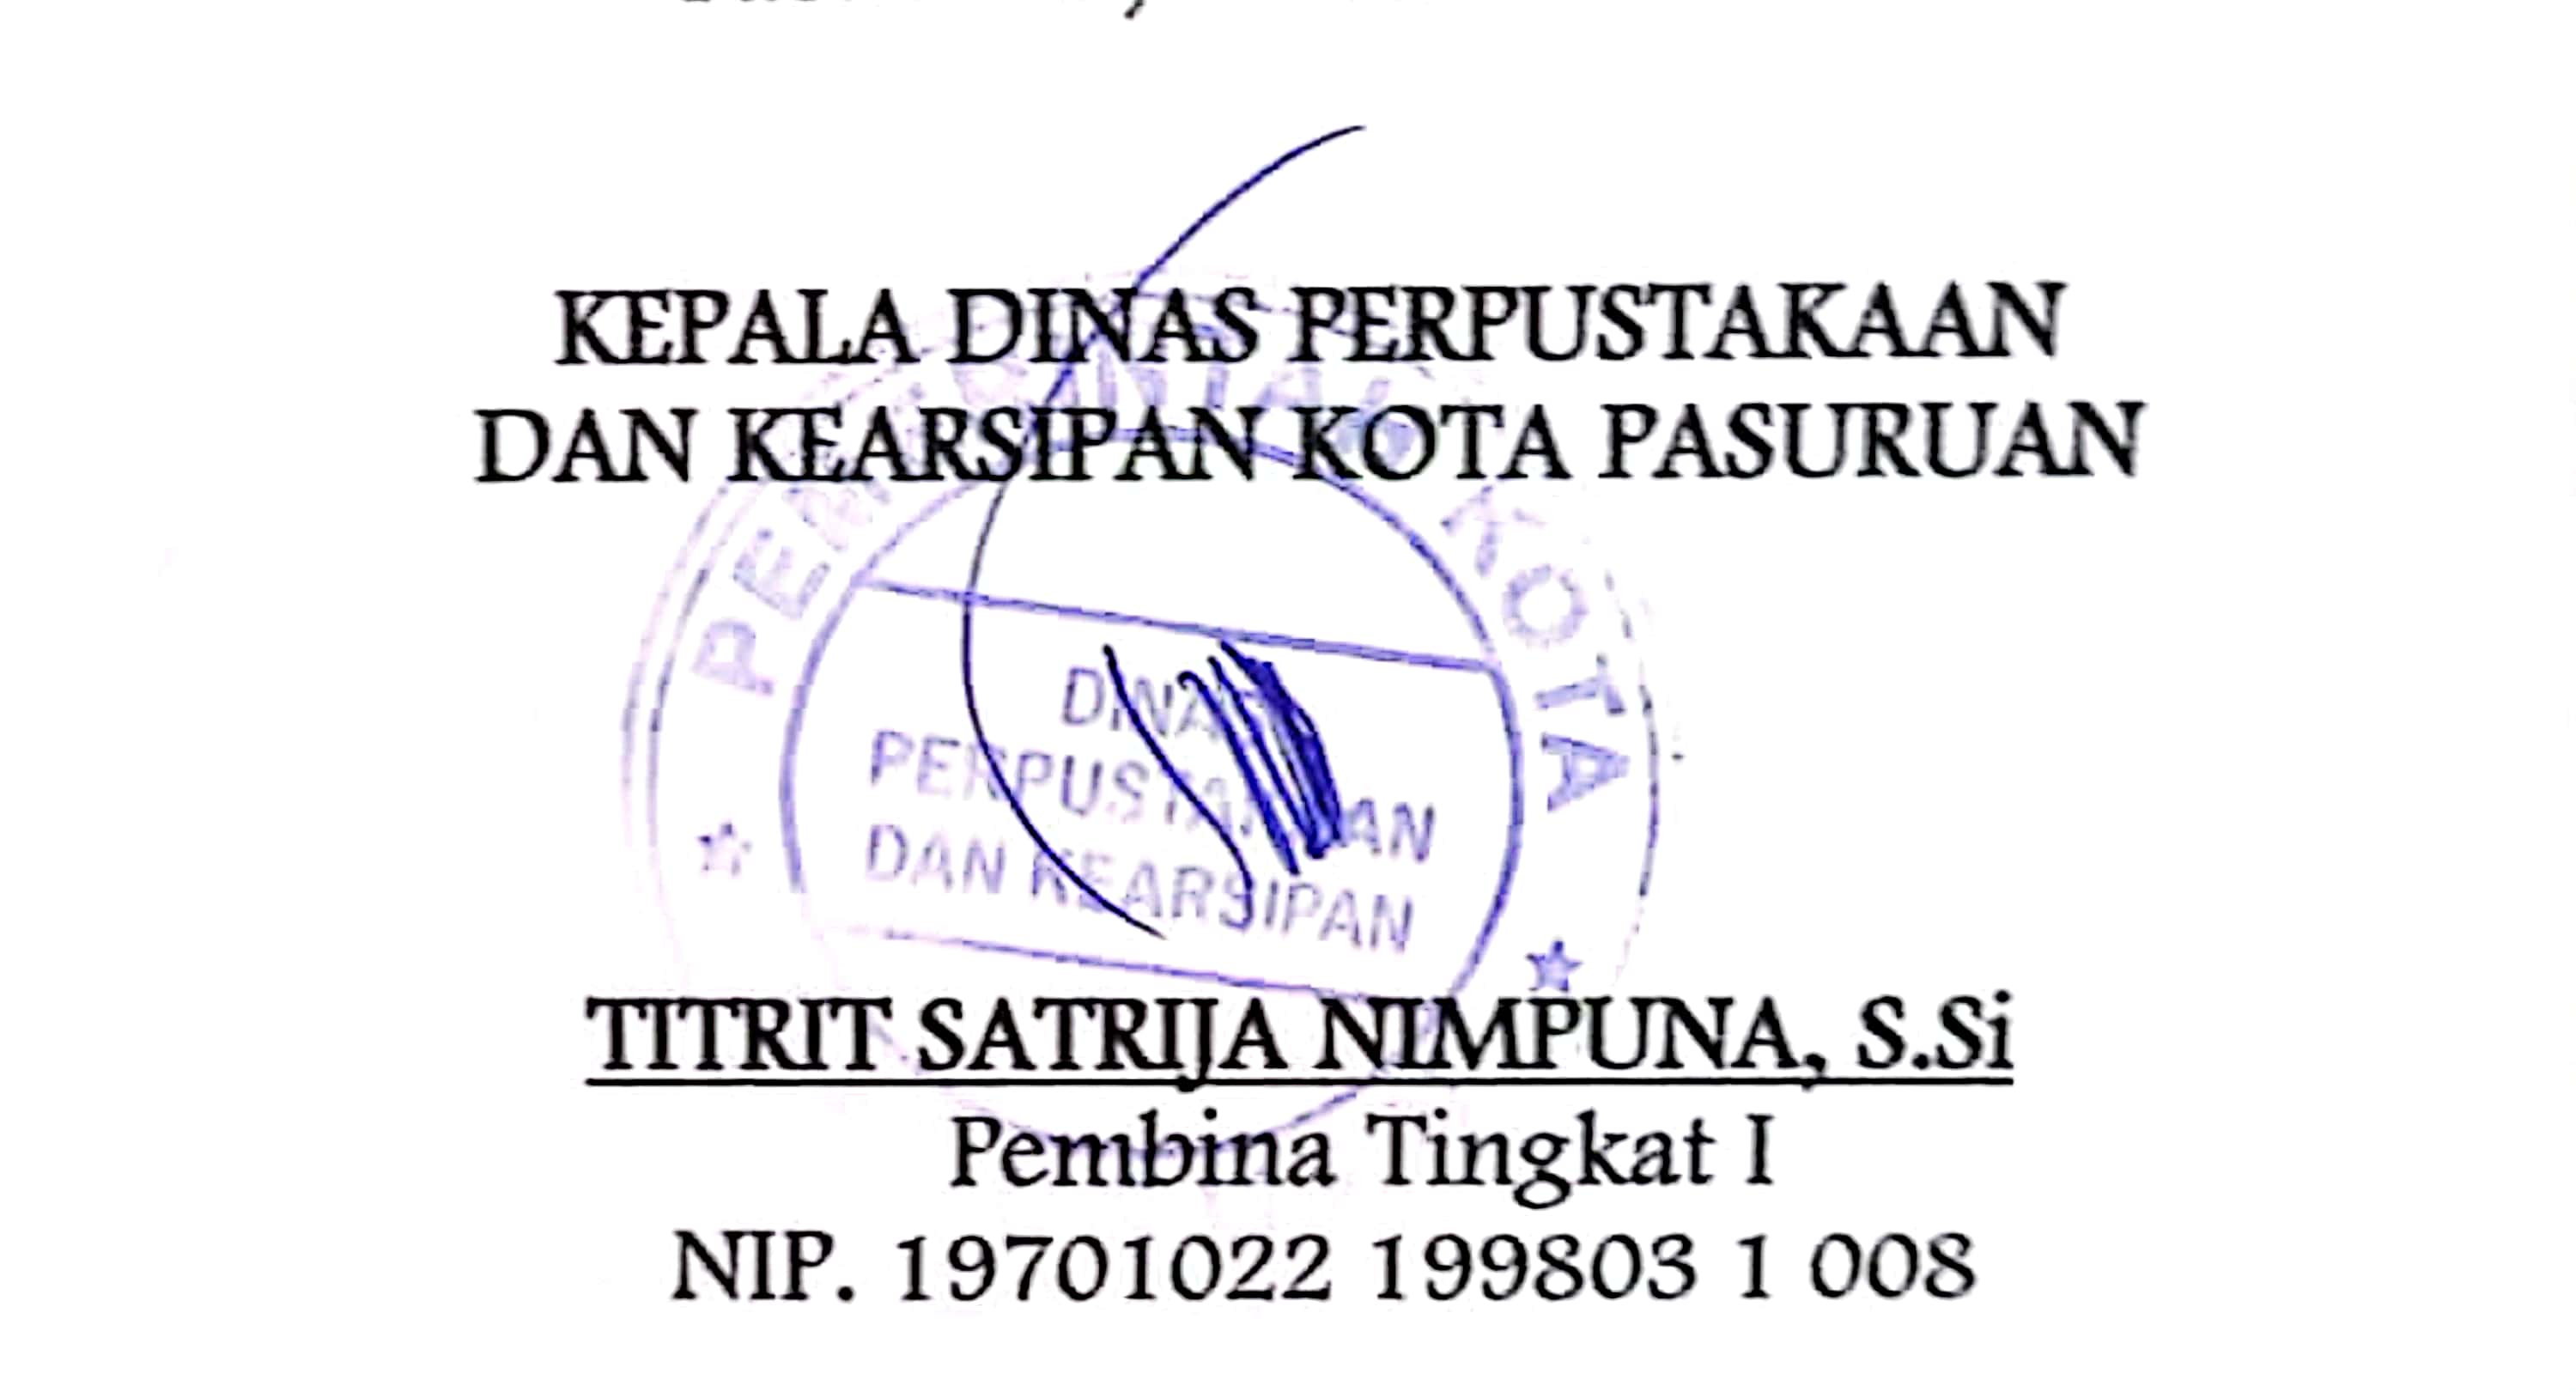 KEPALA DINAS PERPUSTAKAAN
DAN KEARSIPAN KOTA PASURUAN
KOTA
DINAS
PERPUSTAKAAN
DAN KEARSIPAN
TITRIT SATRIJA NIMPUNA, S.Si
Pembina Tingkat I
NIP. 19701022 199803 1 008